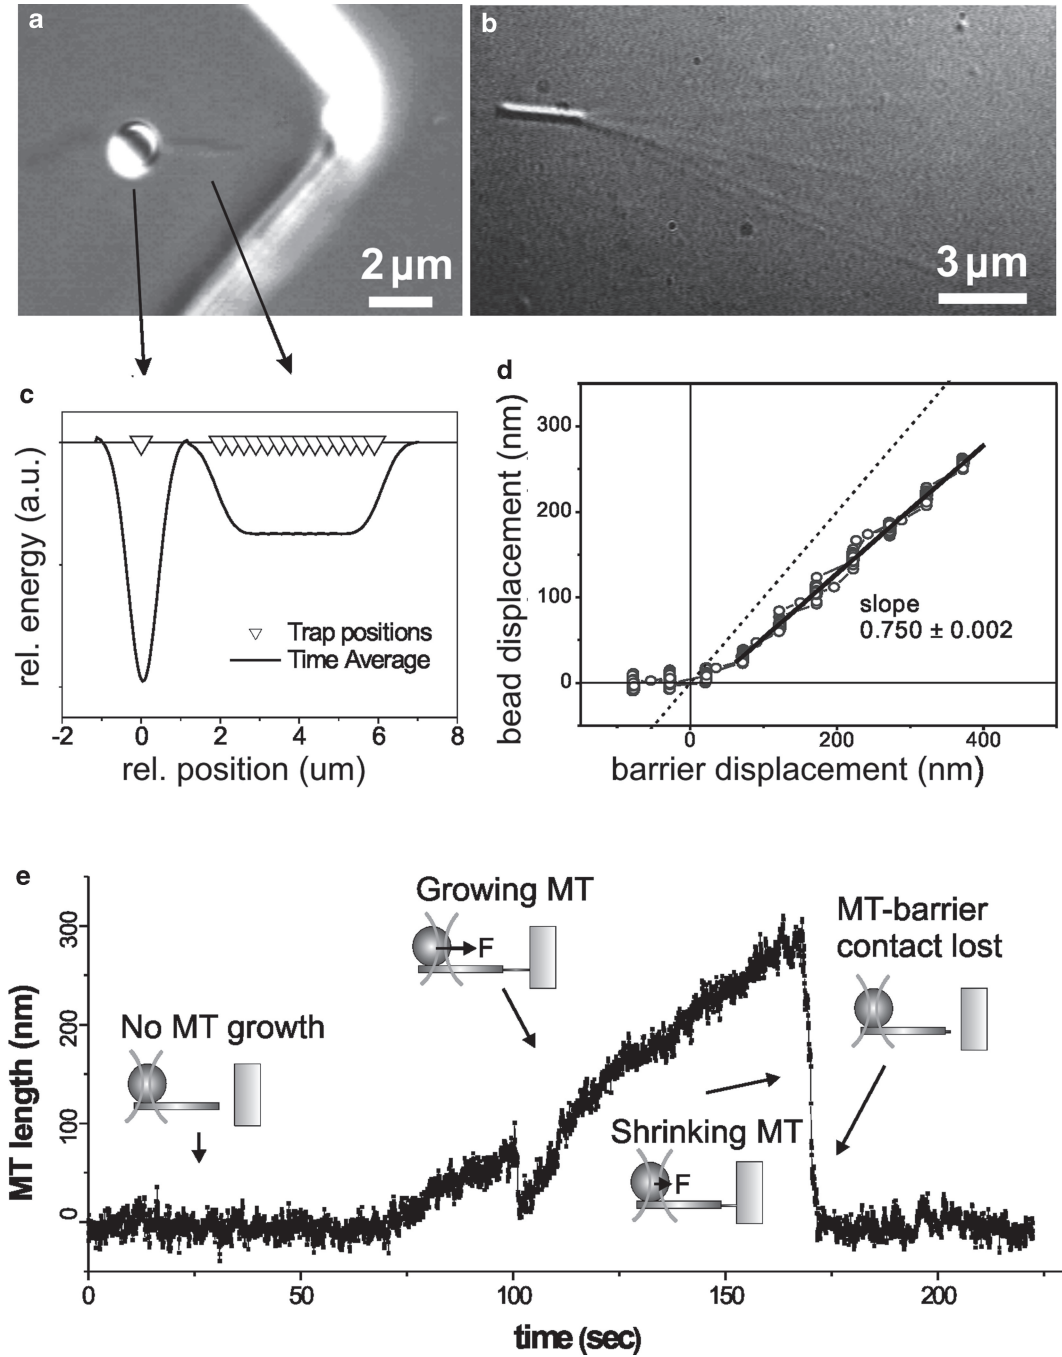 a
2 μm
b
3 μm
c
rel. energy (a.u.)
Trap positions
Time Average
-2 0 2 4 6 8
rel. position (um)
d
bead displacement (nm)
300
200
100
0
slope
0.750 ± 0.002
0 200 400
barrier displacement (nm)
e
MT length (nm)
300
200
100
0
No MT growth
Growing MT
F
MT-barrier
contact lost
Shrinking MT
F
0 50 100 150 200
time (sec)